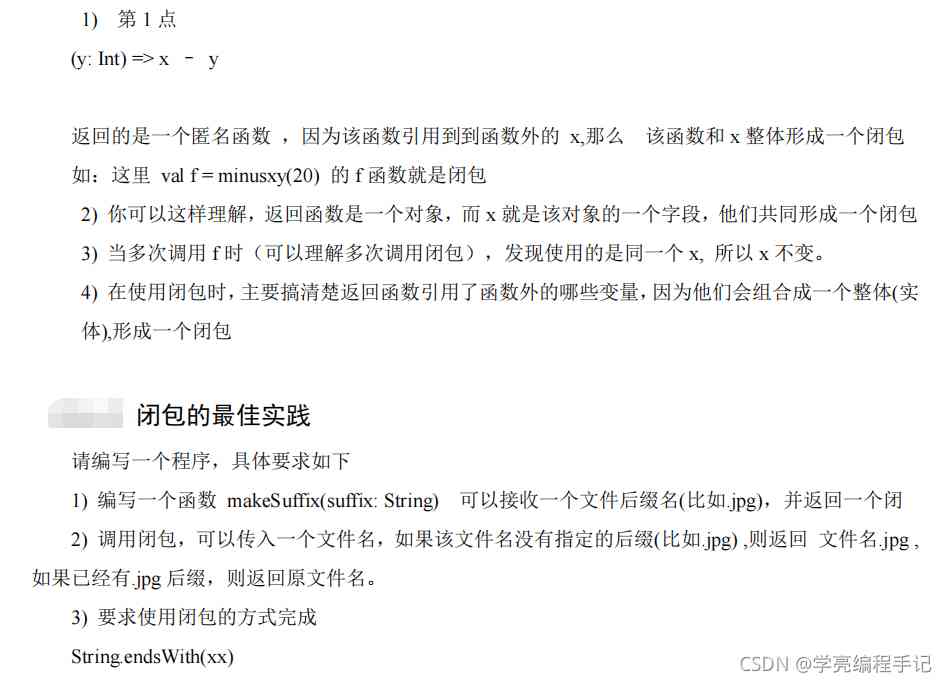 1) 第 1 点
(y: Int) => x － y
返回的是一个匿名函数 ，因为该函数引用到到函数外的 x,那么 该函数和 x 整体形成一个闭包
如：这里 val f = minusxy(20) 的 f 函数就是闭包
2) 你可以这样理解，返回函数是一个对象，而 x 就是该对象的一个字段，他们共同形成一个闭包
3) 当多次调用 f 时（可以理解多次调用闭包），发现使用的是同一个 x, 所以 x 不变。
4) 在使用闭包时，主要搞清楚返回函数引用了函数外的哪些变量，因为他们会组合成一个整体(实
体),形成一个闭包
闭包的最佳实践
请编写一个程序，具体要求如下
1) 编写一个函数 makeSuffix(suffix: String) 可以接收一个文件后缀名(比如.jpg)，并返回一个闭
2) 调用闭包，可以传入一个文件名，如果该文件名没有指定的后缀(比如.jpg) ,则返回 文件名.jpg ,
如果已经有.jpg 后缀，则返回原文件名。
3) 要求使用闭包的方式完成
String.endsWith(xx)
CSDN @学亮编程手记